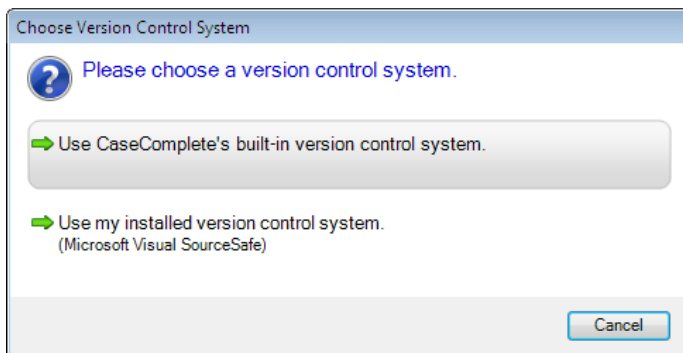 Choose Version Control System
Please choose a version control system.
Use CaseComplete's built-in version control system.
Use my installed version control system.
(Microsoft Visual SourceSafe)
Cancel